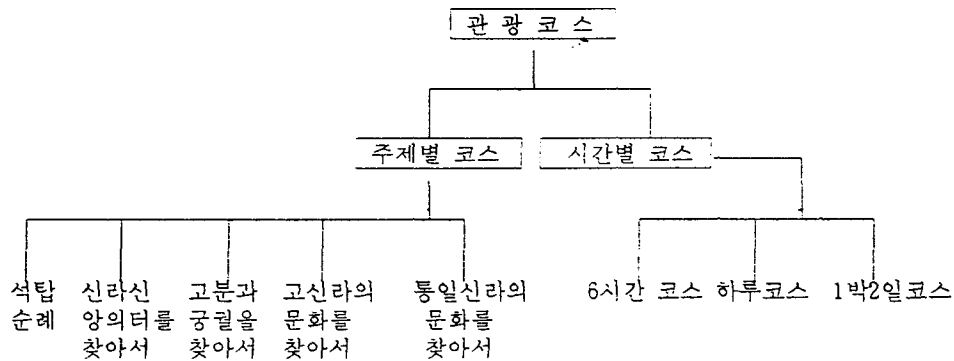 관 광 코 스
주제별 코스 시간별 코스
석탑
순례
신라신
앙의터를
찾아서
고분과
궁궐을
찾아서
고신라의
문화를
찾아서
통일신라의
문화를
찾아서
6시간 코스 하루코스 1박2일코스